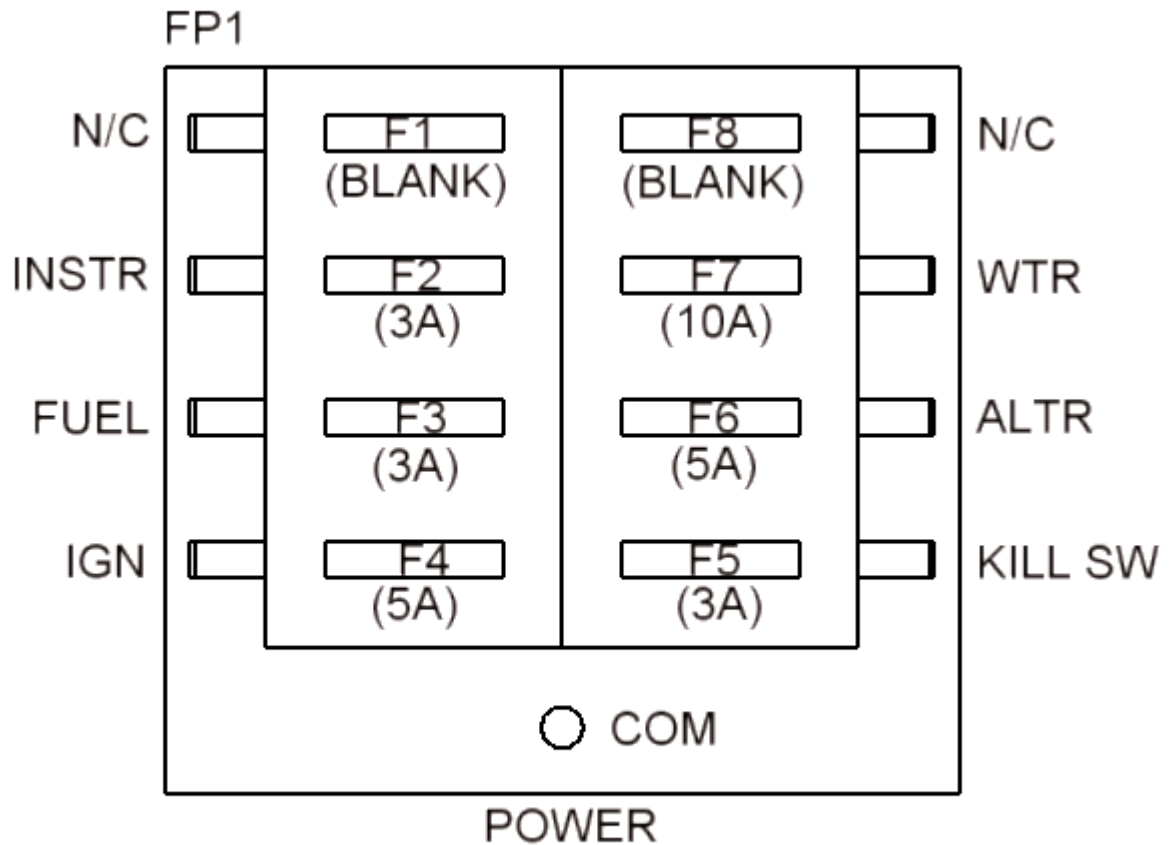 FP1
N/C F1 F8 N/C
(BLANK) (BLANK)
INSTR F2 F7 WTR
(3A) (10A)
FUEL F3 F6 ALTR
(3A) (5A)
IGN F4 F5 KILL SW
(5A) (3A)
COM
POWER